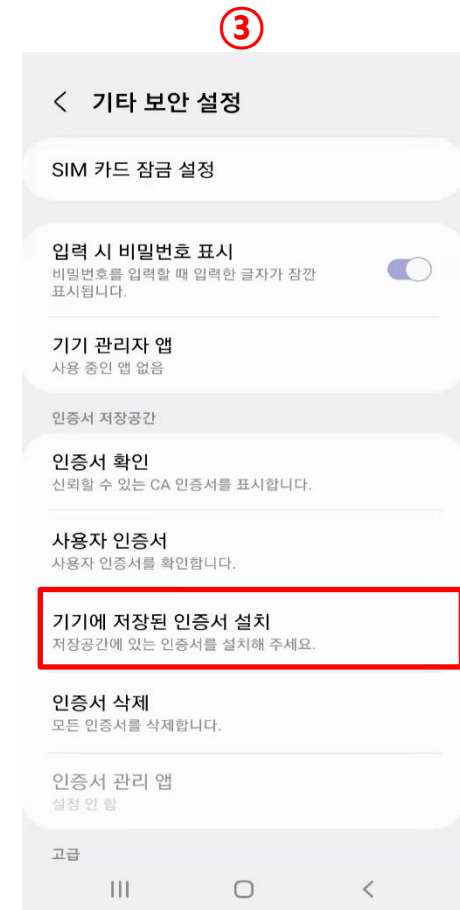 ③
기타 보안 설정
SIM 카드 잠금 설정
입력 시 비밀번호 표시
비밀번호를 입력할 때 입력한 글자가 잠깐
표시됩니다.
기기 관리자 앱
사용 중인 앱 없음
인증서 저장공간
인증서 확인
신뢰할 수 있는 CA 인증서를 표시합니다.
사용자 인증서
사용자 인증서를 확인합니다.
기기에 저장된 인증서 설치
저장공간에 있는 인증서를 설치해 주세요.
인증서 삭제
모든 인증서를 삭제합니다.
인증서 관리 앱
설정 안 함
고급